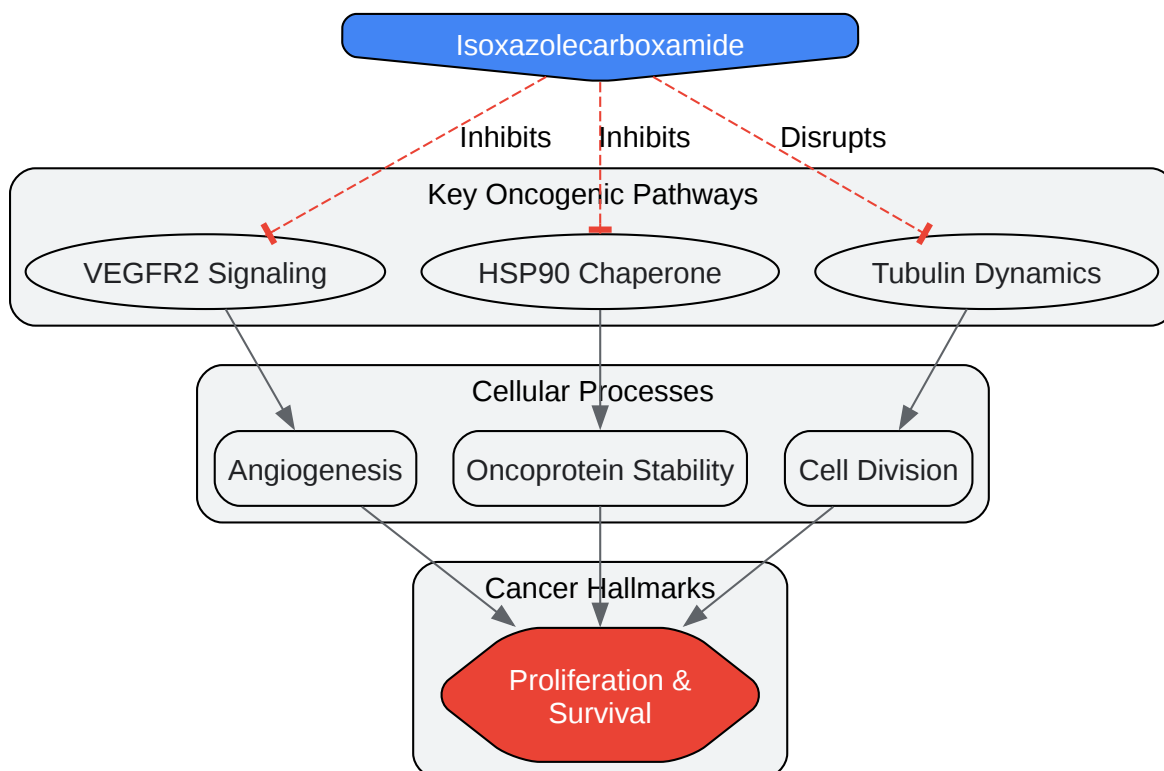 Isoxazolecarboxamide
Inhibits
Inhibits
Disrupts
Key Oncogenic Pathways
VEGFR2 Signaling
HSP90 Chaperone
Tubulin Dynamics
Cellular Processes
Angiogenesis
Oncoprotein Stability
Cell Division
Cancer Hallmarks
Proliferation &
Survival